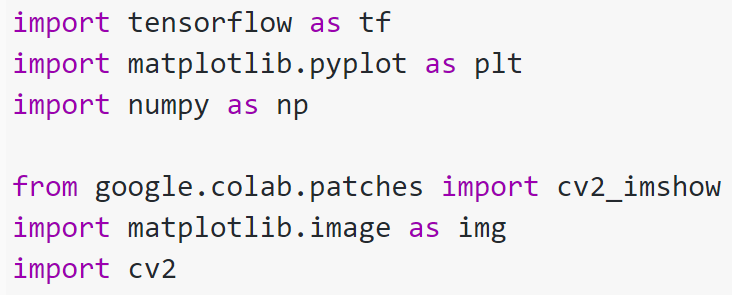 import tensorflow as tf
import matplotlib.pyplot as plt
import numpy as np
from google.colab.patches import cv2_imshow
import matplotlib.image as img
import cv2